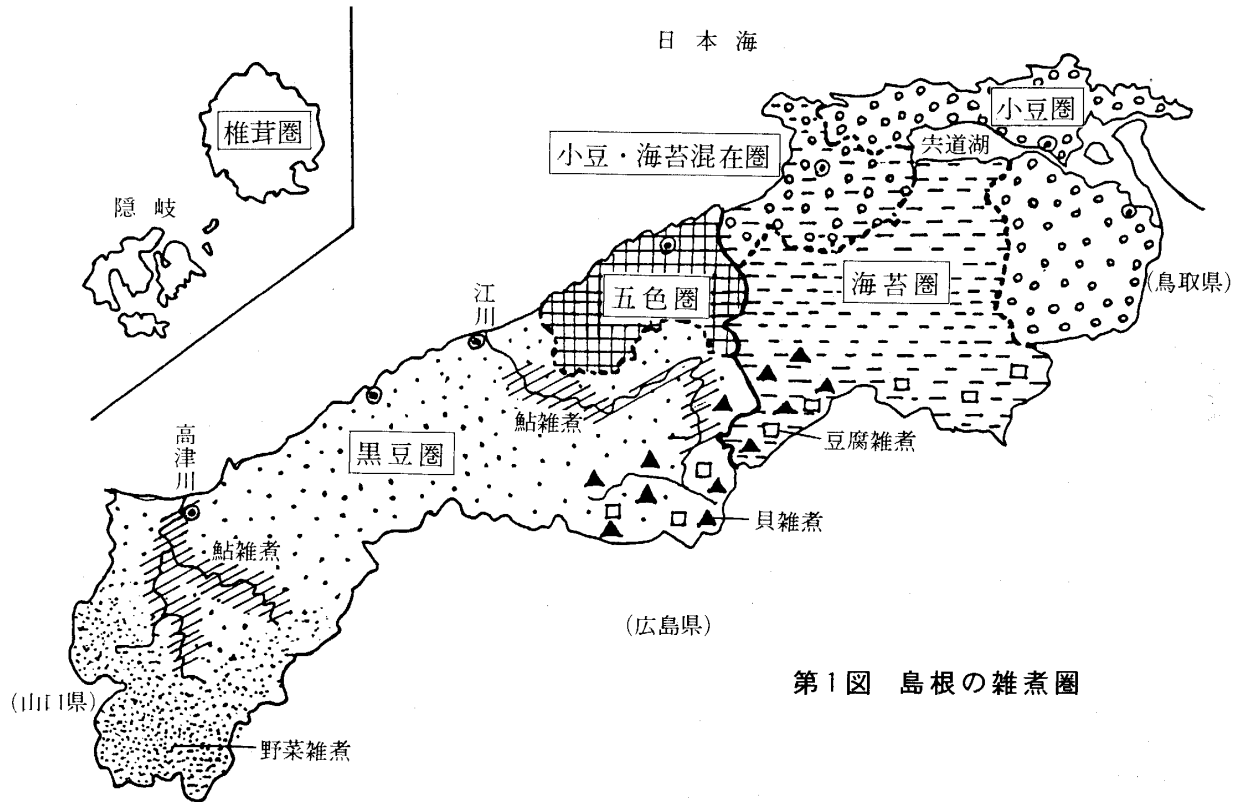 日本海
椎茸圏
隠岐
小豆圏
小豆・海苔混在圏
宍道湖
海苔圏
(鳥取県)
五色圏
江川
鮎雑煮
豆腐雑煮
黒豆圏
高津川
貝雑煮
鮎雑煮
(広島県)
(山口県)
野菜雑煮
第1図 島根の雑煮圏